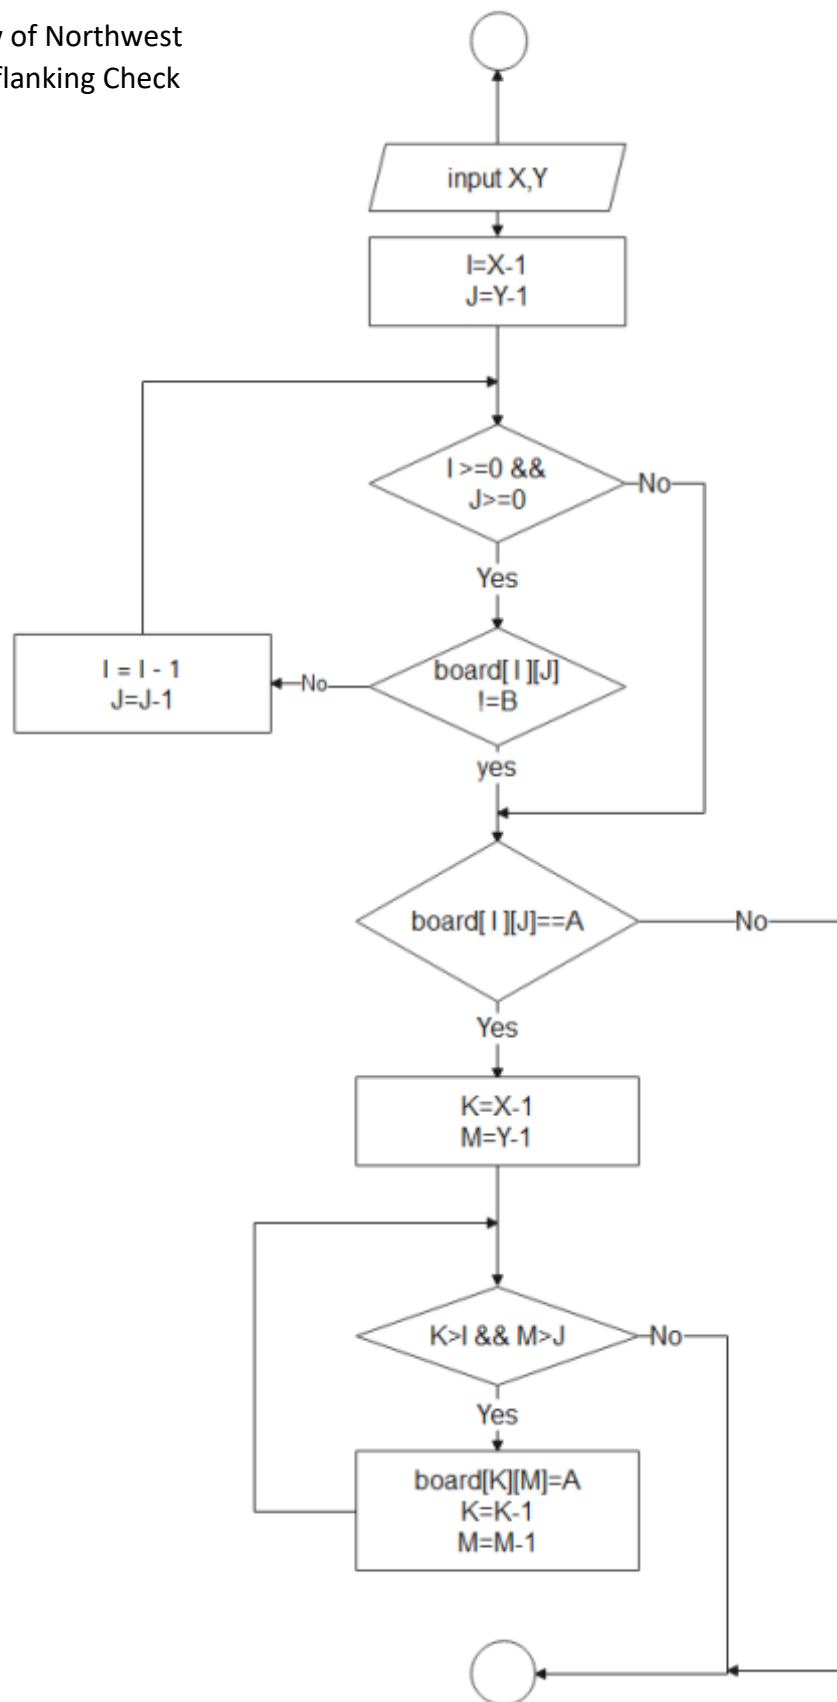 of Northwest
flanking Check
input X,Y
I=X-1
J=Y-1
I >=0 &&
J>=0
No
Yes
I = I - 1
J=J-1
No
board[ I ][J]
!=B
yes
board[ I ][J]==A
No
Yes
K=X-1
M=Y-1
K>I && M>J
No
Yes
board[K][M]=A
K=K-1
M=M-1